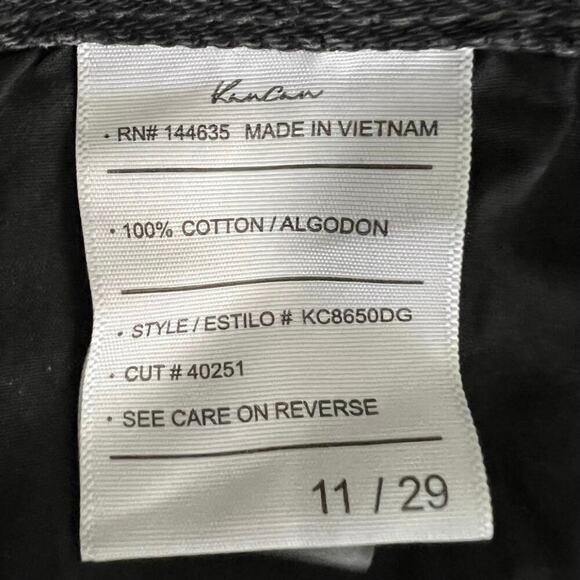 KanCan
· RN# 144635 MADE IN VIETNAM
· 100% COTTON / ALGODON
· STYLE / ESTILO # KC8650DG
· CUT # 40251
· SEE CARE ON REVERSE
11 / 29